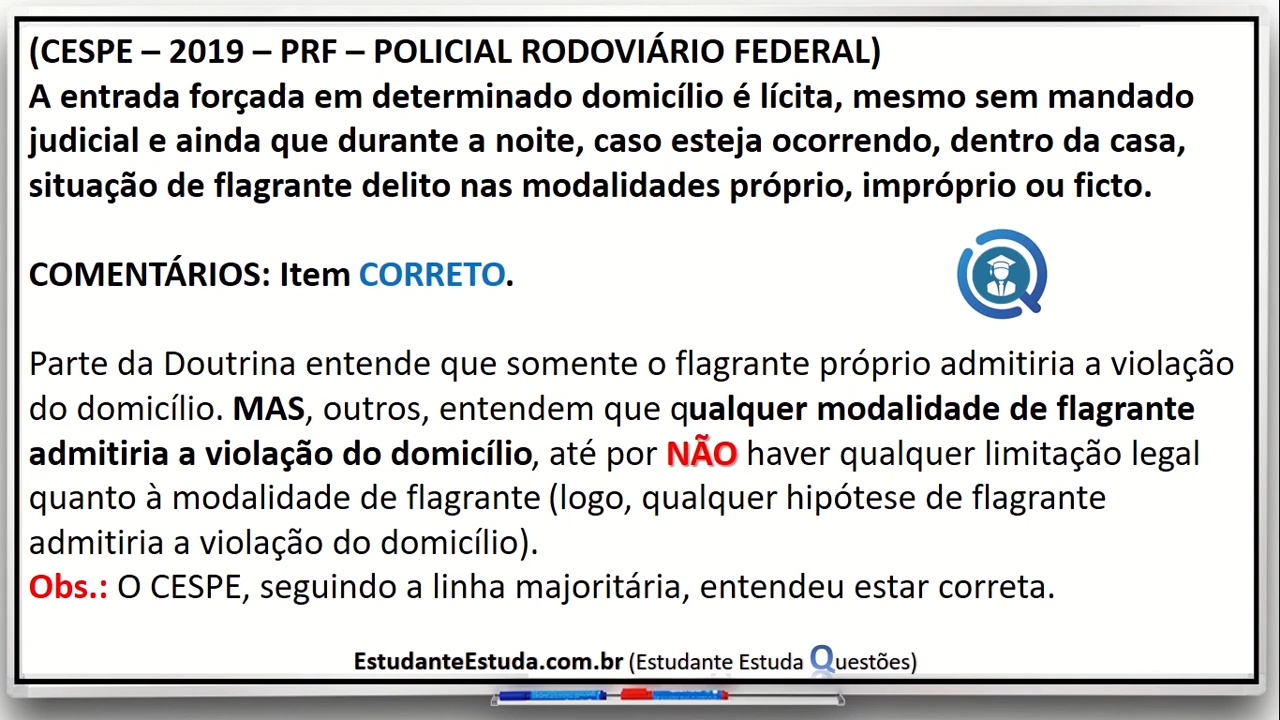 (CESPE – 2019 – PRF – POLICIAL RODOVIÁRIO FEDERAL)
A entrada forçada em determinado domicílio é lícita, mesmo sem mandado
judicial e ainda que durante a noite, caso esteja ocorrendo, dentro da casa,
situação de flagrante delito nas modalidades próprio, impróprio ou ficto.
COMENTÁRIOS: Item CORRETO.
Parte da Doutrina entende que somente o flagrante próprio admitiria a violação
do domicílio. MAS, outros, entendem que qualquer modalidade de flagrante
admitiria a violação do domicílio, até por NÃO haver qualquer limitação legal
quanto à modalidade de flagrante (logo, qualquer hipótese de flagrante
admitiria a violação do domicílio).
Obs.: O CESPE, seguindo a linha majoritária, entendeu estar correta.
EstudanteEstuda.com.br (Estudante Estuda Questões)